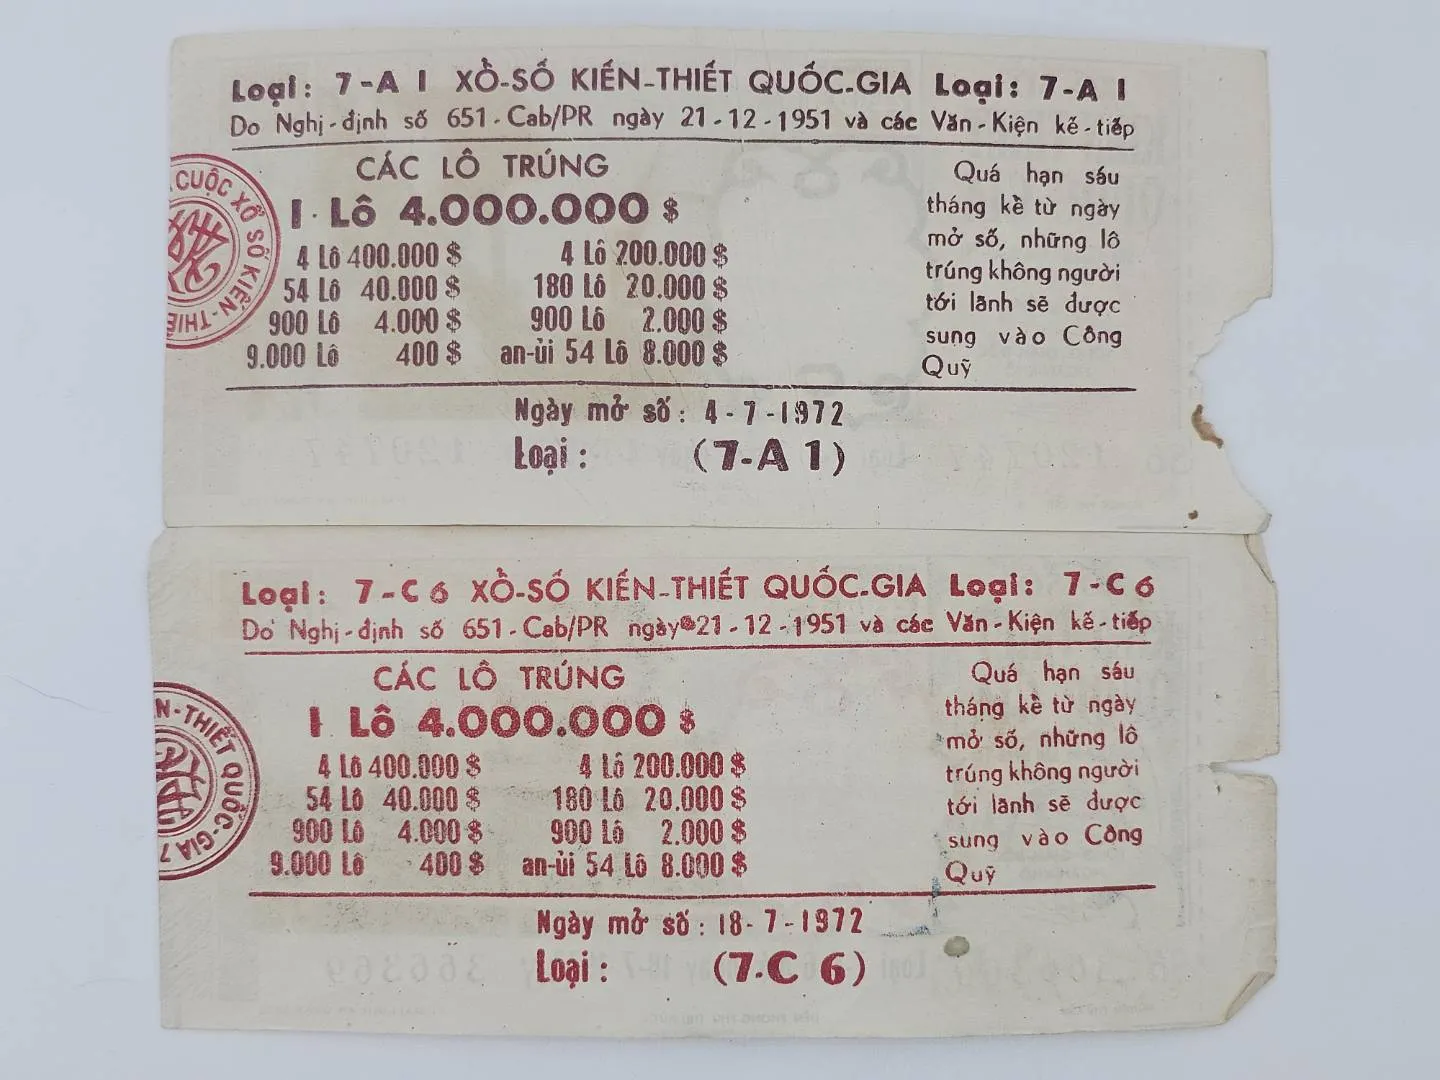 Loại: 7-A 1 XỔ-SỐ KIẾN-THIẾT QUỐC-GIA Loại: 7-A 1
Do Nghị-định số 651-Cab/PR ngày 21-12-1951 và các Văn-Kiện kế-tiếp
CÁC LÔ TRÚNG
1 Lô 4.000.000 $
4 Lô 400.000 $ 4 Lô 200.000 $
54 Lô 40.000 $ 180 Lô 20.000 $
900 Lô 4.000 $ 900 Lô 2.000 $
9.000 Lô 400 $ an-ủi 54 Lô 8.000 $
Quá hạn sáu
tháng kể từ ngày
mở số, những lô
trúng không người
tới lãnh sẽ được
sung vào Công
Quỹ
CUỘC XỔ SỐ KIẾN-THIẾ
Ngày mở số: 4-7-1972
Loại: (7-A 1)
Loại: 7-C 6 XỔ-SỐ KIẾN-THIẾT QUỐC-GIA Loại: 7-C 6
Do Nghị-định số 651-Cab/PR ngày 21-12-1951 và các Văn-Kiện kế-tiếp
CÁC LÔ TRÚNG
1 Lô 4.000.000 $
4 Lô 400.000 $ 4 Lô 200.000 $
54 Lô 40.000 $ 180 Lô 20.000 $
900 Lô 4.000 $ 900 Lô 2.000 $
9.000 Lô 400 $ an-ủi 54 Lô 8.000 $
Quá hạn sáu
tháng kể từ ngày
mở số, những lô
trúng không người
tới lãnh sẽ được
sung vào Công
Quỹ
N-THIẾT QUỐC-GIA
Ngày mở số: 18-7-1972
Loại: (7-C 6)